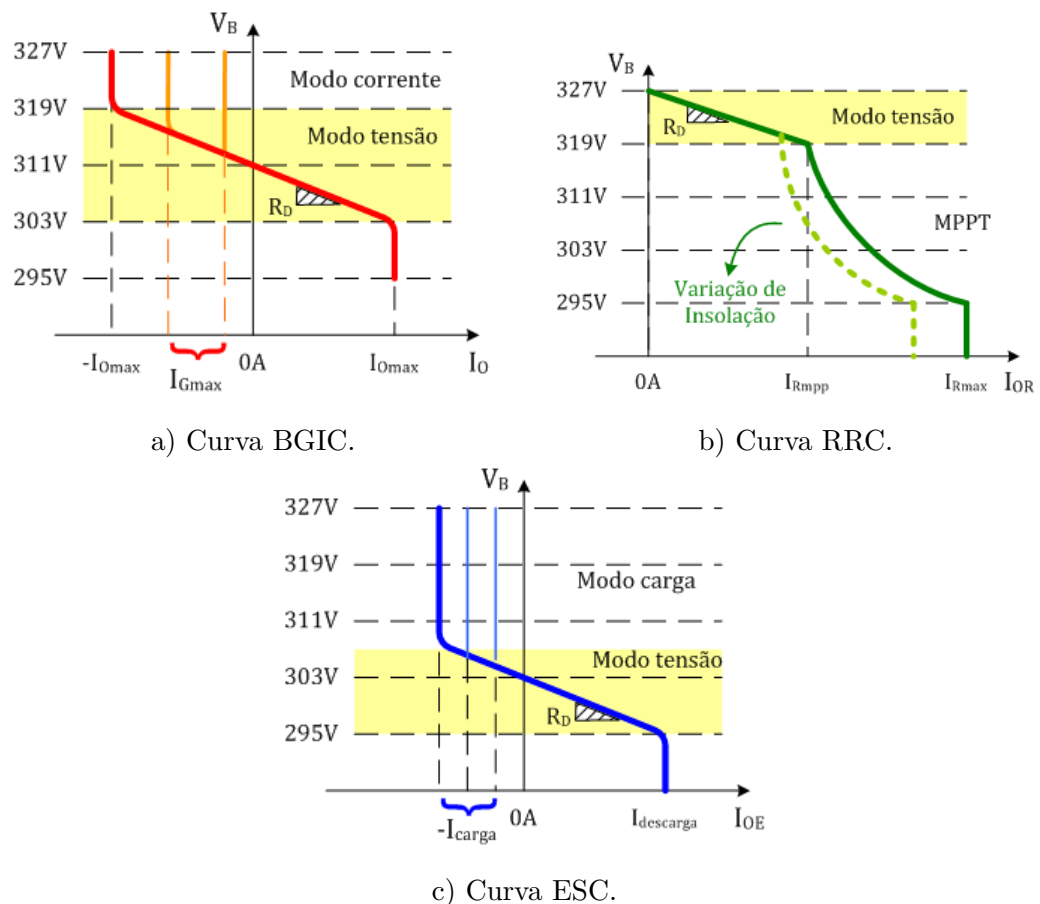 V_B
327V
Modo corrente
319V
Modo tensão
311V
R_D
303V
295V
-I_Omax
I_Gmax
0A
I_Omax
I_O
a) Curva BGIC.
V_B
327V
R_D
Modo tensão
319V
311V
MPPT
303V
Variação de
Insolação
295V
0A
I_Rmpp
I_Rmax
I_OR
b) Curva RRC.
V_B
327V
319V
Modo carga
311V
Modo tensão
303V
R_D
295V
-I_carga
0A
I_descarga
I_OE
c) Curva ESC.